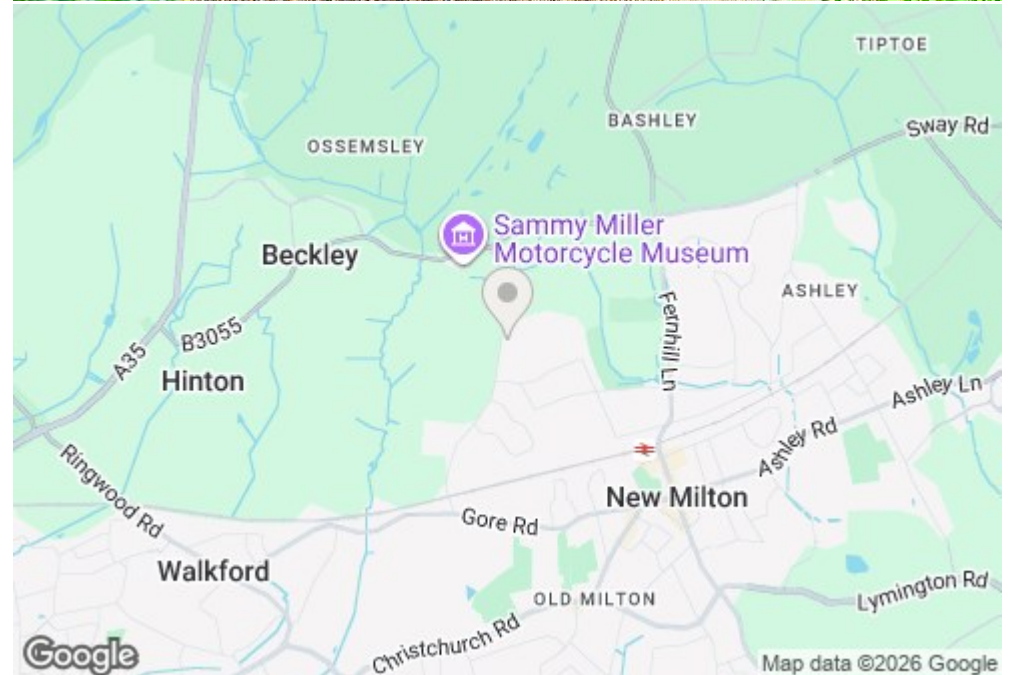 TIPTOE
BASHLEY
Sway Rd
OSSEMSLEY
Sammy Miller
Motorcycle Museum
Beckley
ASHLEY
Fernhill Ln
B3055
A35
Hinton
Ashley Ln
Ashley Rd
Ringwood Rd
New Milton
Gore Rd
Walkford
OLD MILTON
Lymington Rd
Christchurch Rd
Google
Map data ©2026 Google